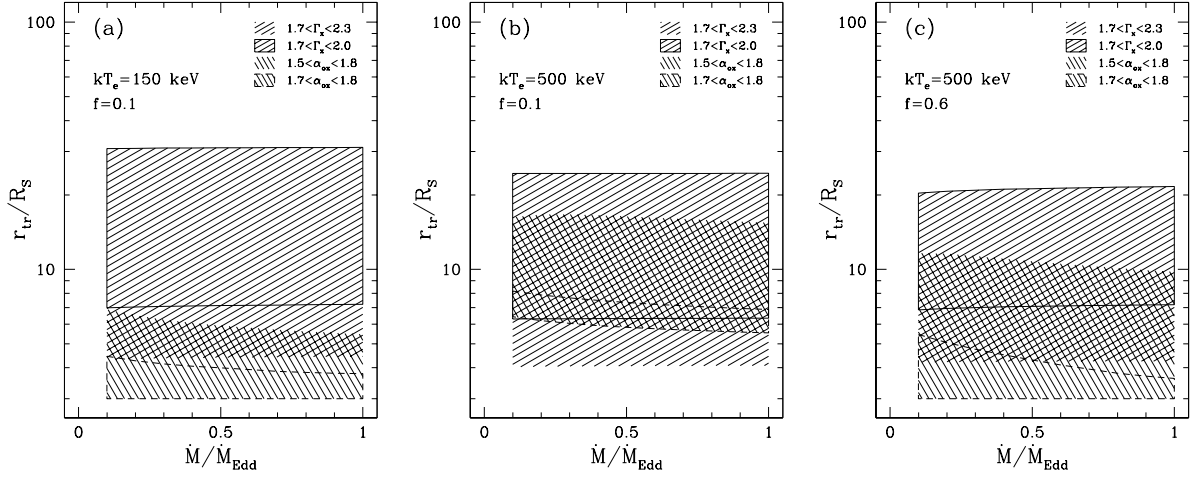 (a)
1.7<Γx<2.3
1.7<Γx<2.0
1.5<αox<1.8
1.7<αox<1.8
kTe=150 keV
f=0.1
100
10
rtr/RS
0
0.5
1
Ṁ/ṀEdd
(b)
1.7<Γx<2.3
1.7<Γx<2.0
1.5<αox<1.8
1.7<αox<1.8
kTe=500 keV
f=0.1
100
10
rtr/RS
0
0.5
1
Ṁ/ṀEdd
(c)
1.7<Γx<2.3
1.7<Γx<2.0
1.5<αox<1.8
1.7<αox<1.8
kTe=500 keV
f=0.6
100
10
rtr/RS
0
0.5
1
Ṁ/ṀEdd